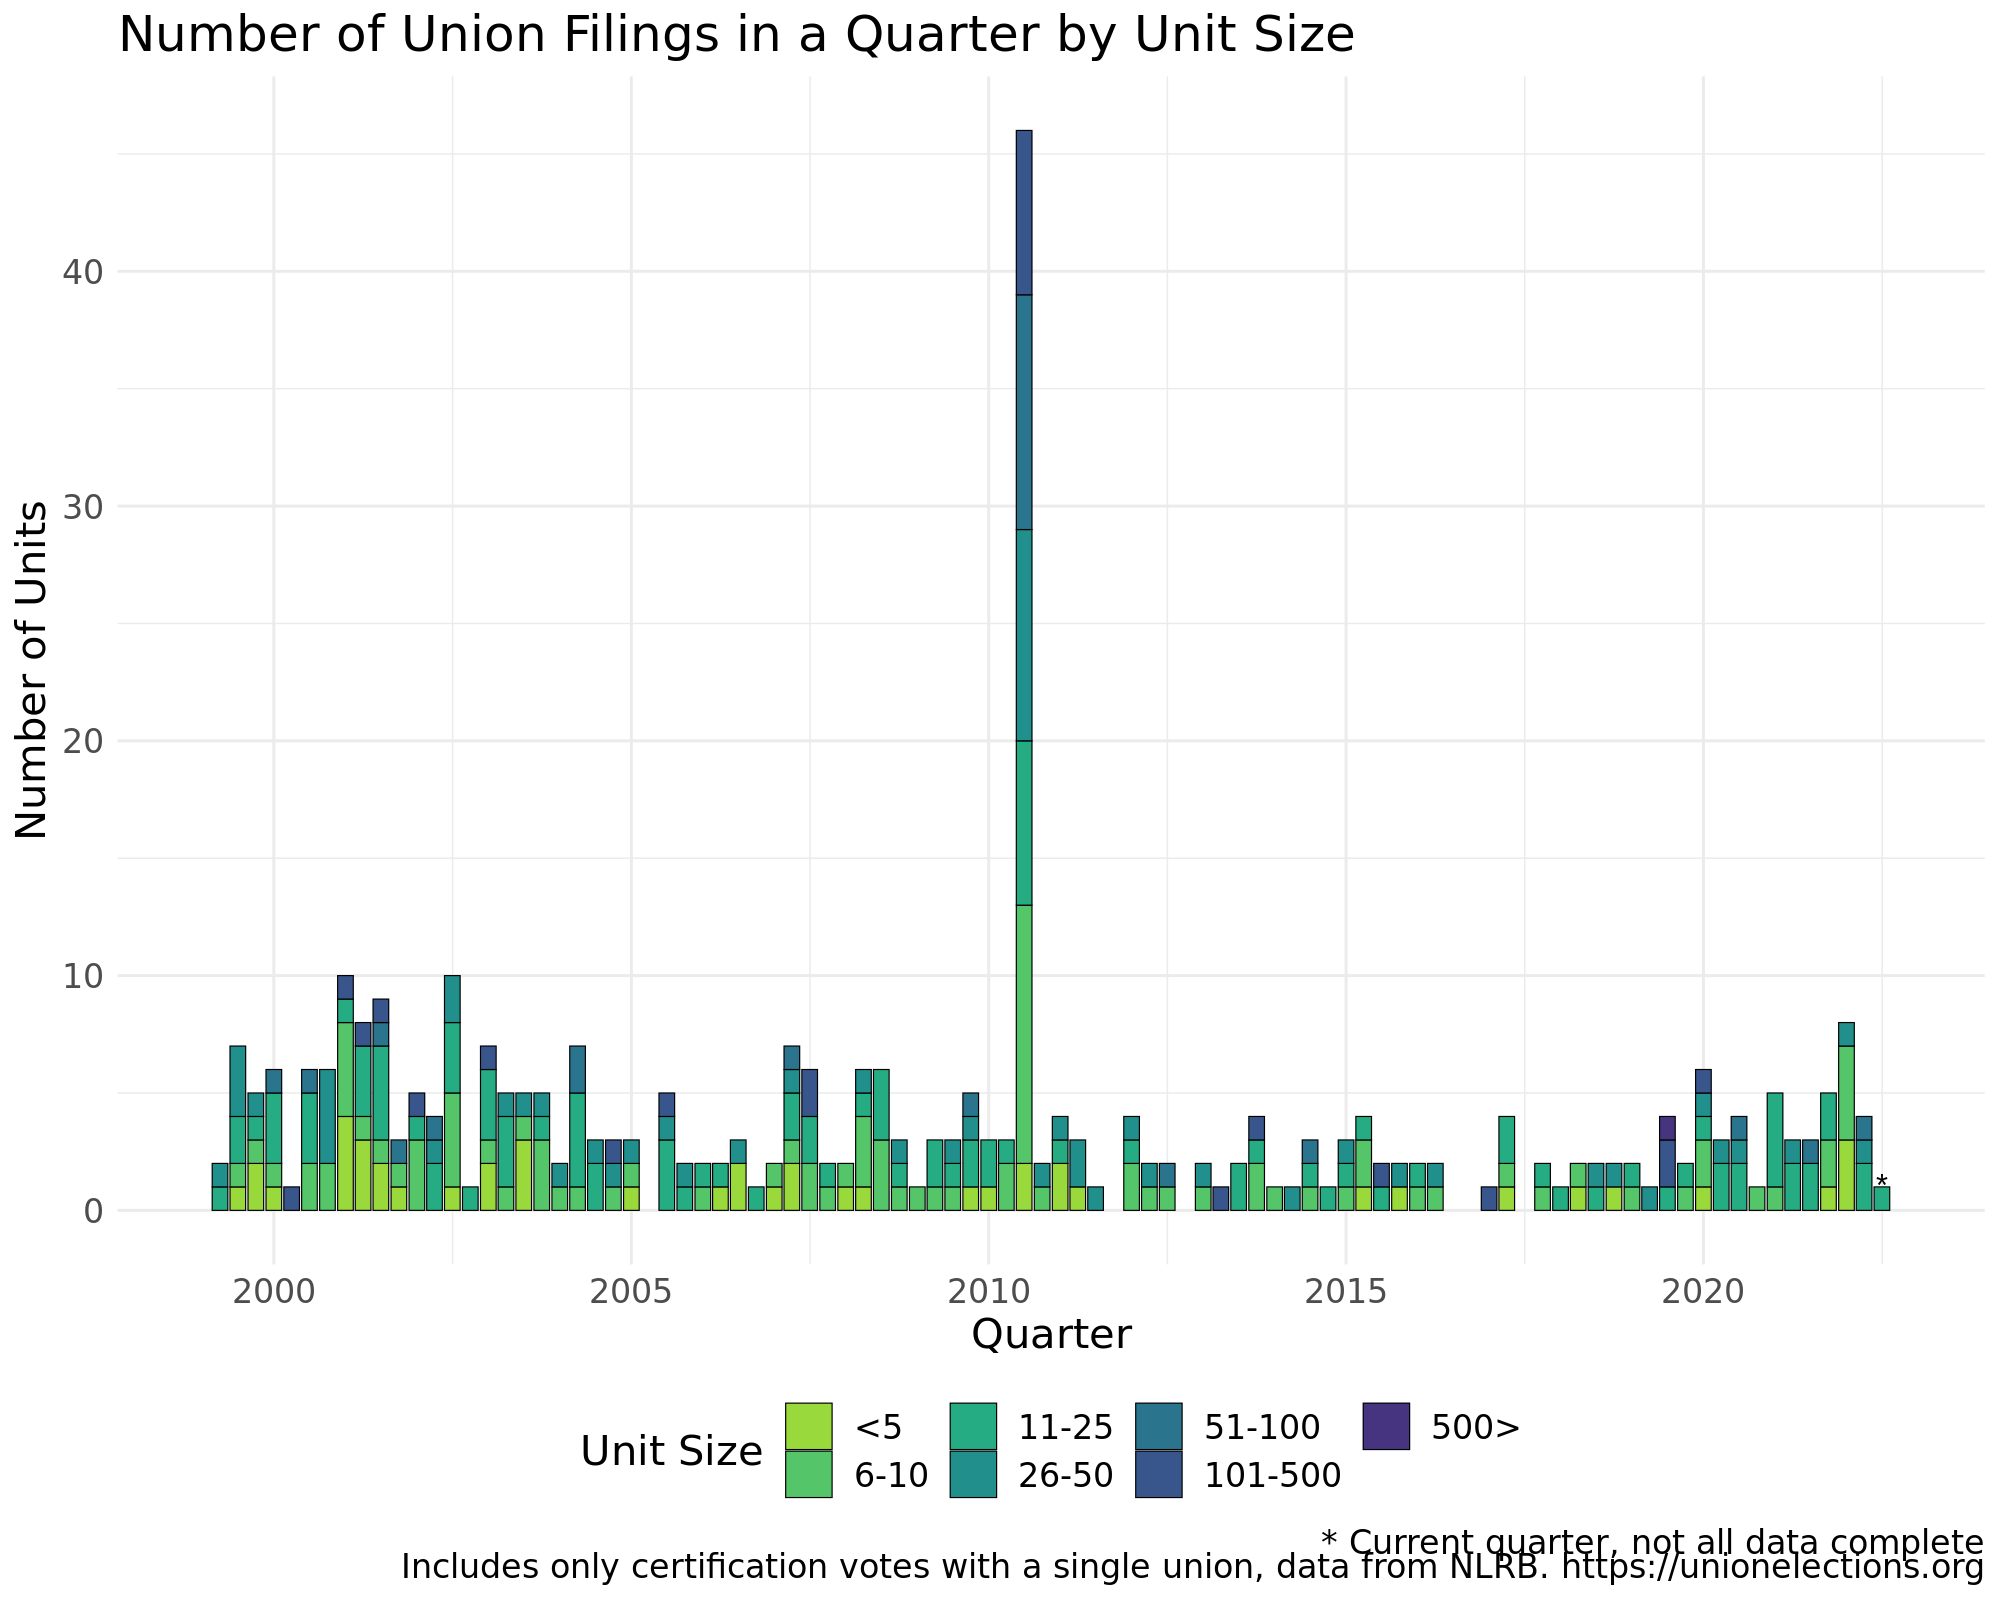 Number of Union Filings in a Quarter by Unit Size
Number of Units
40
30
20
10
0
*
2000 2005 2010 2015 2020
Quarter
Unit Size
<5 11-25 51-100 500>
6-10 26-50 101-500
* Current quarter, not all data complete
Includes only certification votes with a single union, data from NLRB. https://unionelections.org